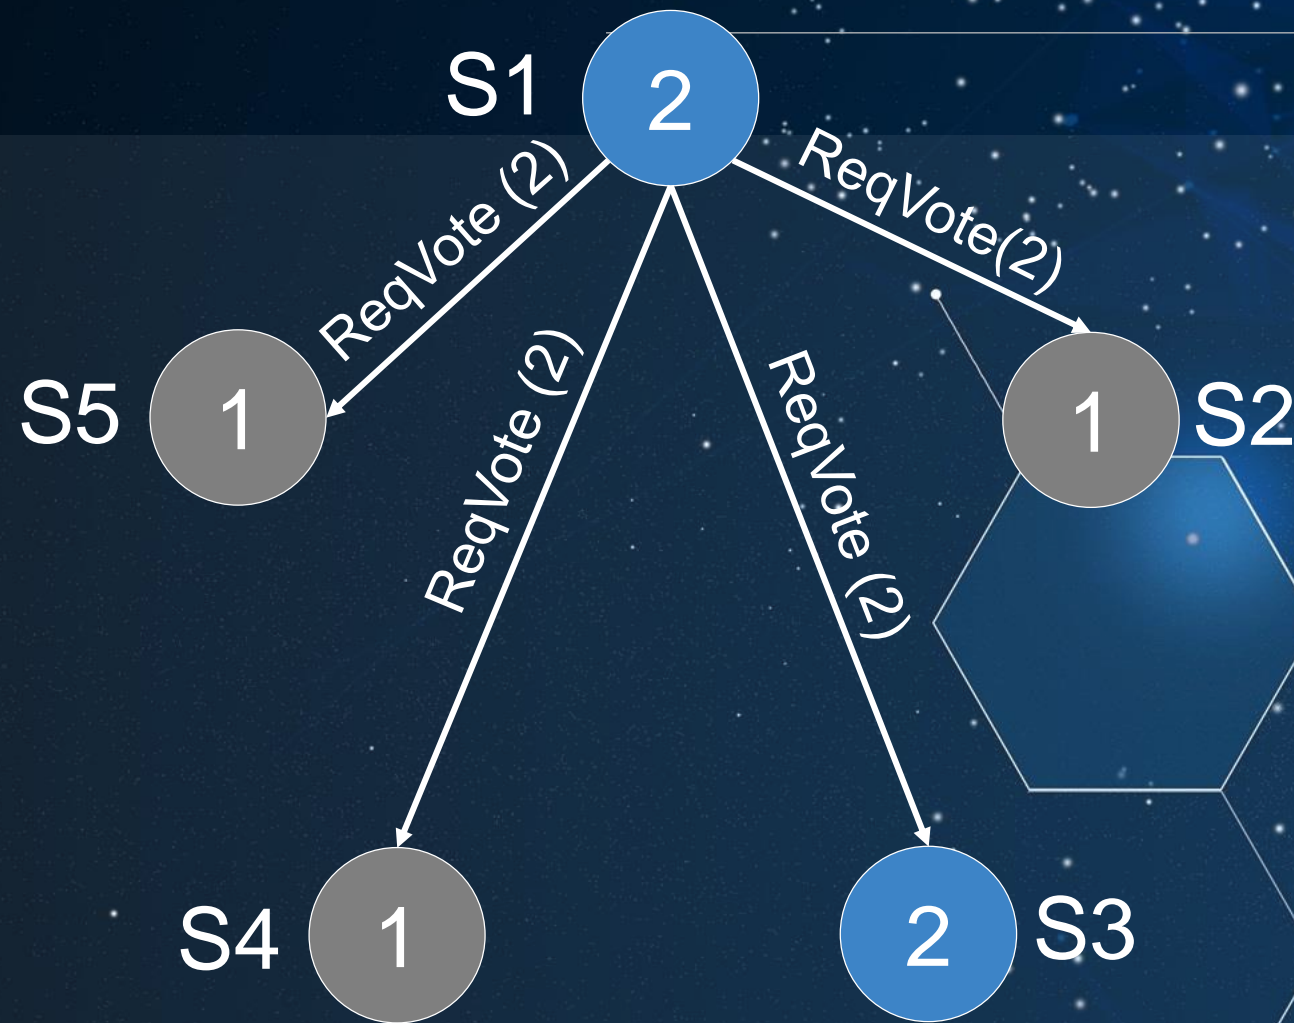 S1
2
ReqVote (2)
ReqVote(2)
ReqVote (2)
ReqVote (2)
S5
1
1
S2
S4
1
2
S3